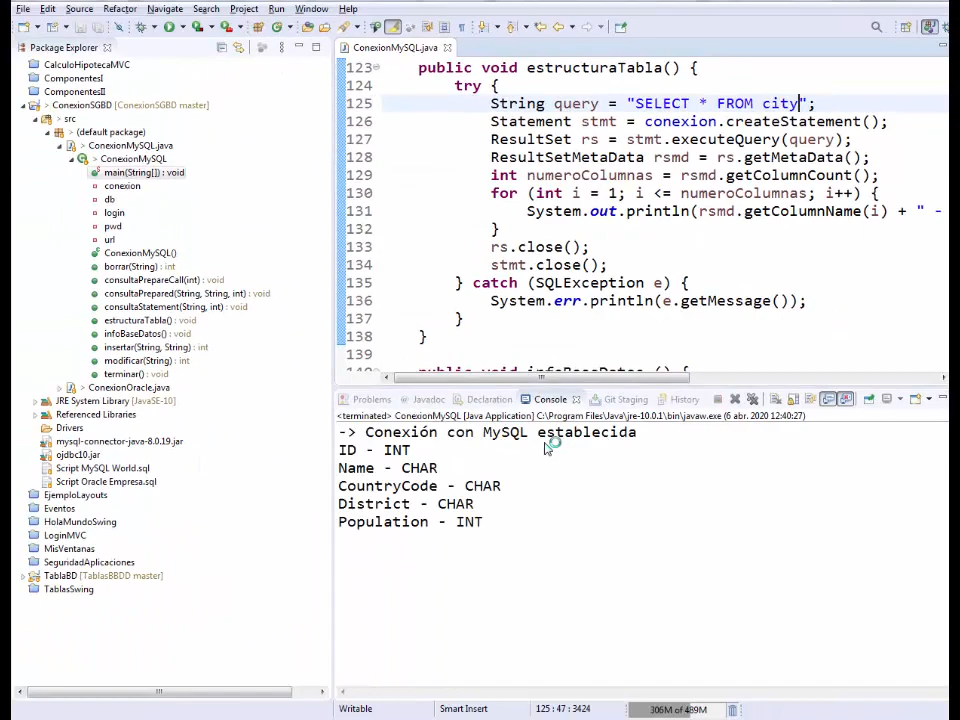 File Edit Source Refactor Navigate Search Project Run Window Help
Package Explorer
CalculoHipotecaMVC
ComponentesI
ComponentesII
ConexionSGBD [ConexionSGBD master]
src
(default package)
ConexionMySQL.java
ConexionMySQL
main(String[]) : void
conexion
db
login
pwd
url
ConexionMySQL()
borrar(String) : int
consultaPrepareCall(int) : void
consultaPrepared(String, String, int) : void
consultaStatement(String, int) : void
estructuraTabla() : void
infoBaseDatos() : void
insertar(String, String) : int
modificar(String) : int
terminar() : void
ConexionOracle.java
JRE System Library [JavaSE-10]
Referenced Libraries
Drivers
mysql-connector-java-8.0.19.jar
ojdbc10.jar
Script MySQL World.sql
Script Oracle Empresa.sql
EjemploLayouts
Eventos
HolaMundoSwing
LoginMVC
MisVentanas
SeguridadAplicaciones
TablaBD [TablasBBDD master]
TablasSwing
ConexionMySQL.java
123 public void estructuraTabla() {
124 try {
125 String query = "SELECT * FROM city";
126 Statement stmt = conexion.createStatement();
127 ResultSet rs = stmt.executeQuery(query);
128 ResultSetMetaData rsmd = rs.getMetaData();
129 int numeroColumnas = rsmd.getColumnCount();
130 for (int i = 1; i <= numeroColumnas; i++) {
131 System.out.println(rsmd.getColumnName(i) + " -
132 }
133 rs.close();
134 stmt.close();
135 } catch (SQLException e) {
136 System.err.println(e.getMessage());
137 }
138 }
139
Problems Javadoc Declaration Console Git Staging History
<terminated> ConexionMySQL [Java Application] C:\Program Files\Java\jre-10.0.1\bin\javaw.exe (6 abr. 2020 12:40:27)
-> Conexión con MySQL establecida
ID - INT
Name - CHAR
CountryCode - CHAR
District - CHAR
Population - INT
Writable Smart Insert 125 : 47 : 3424 306M of 489M